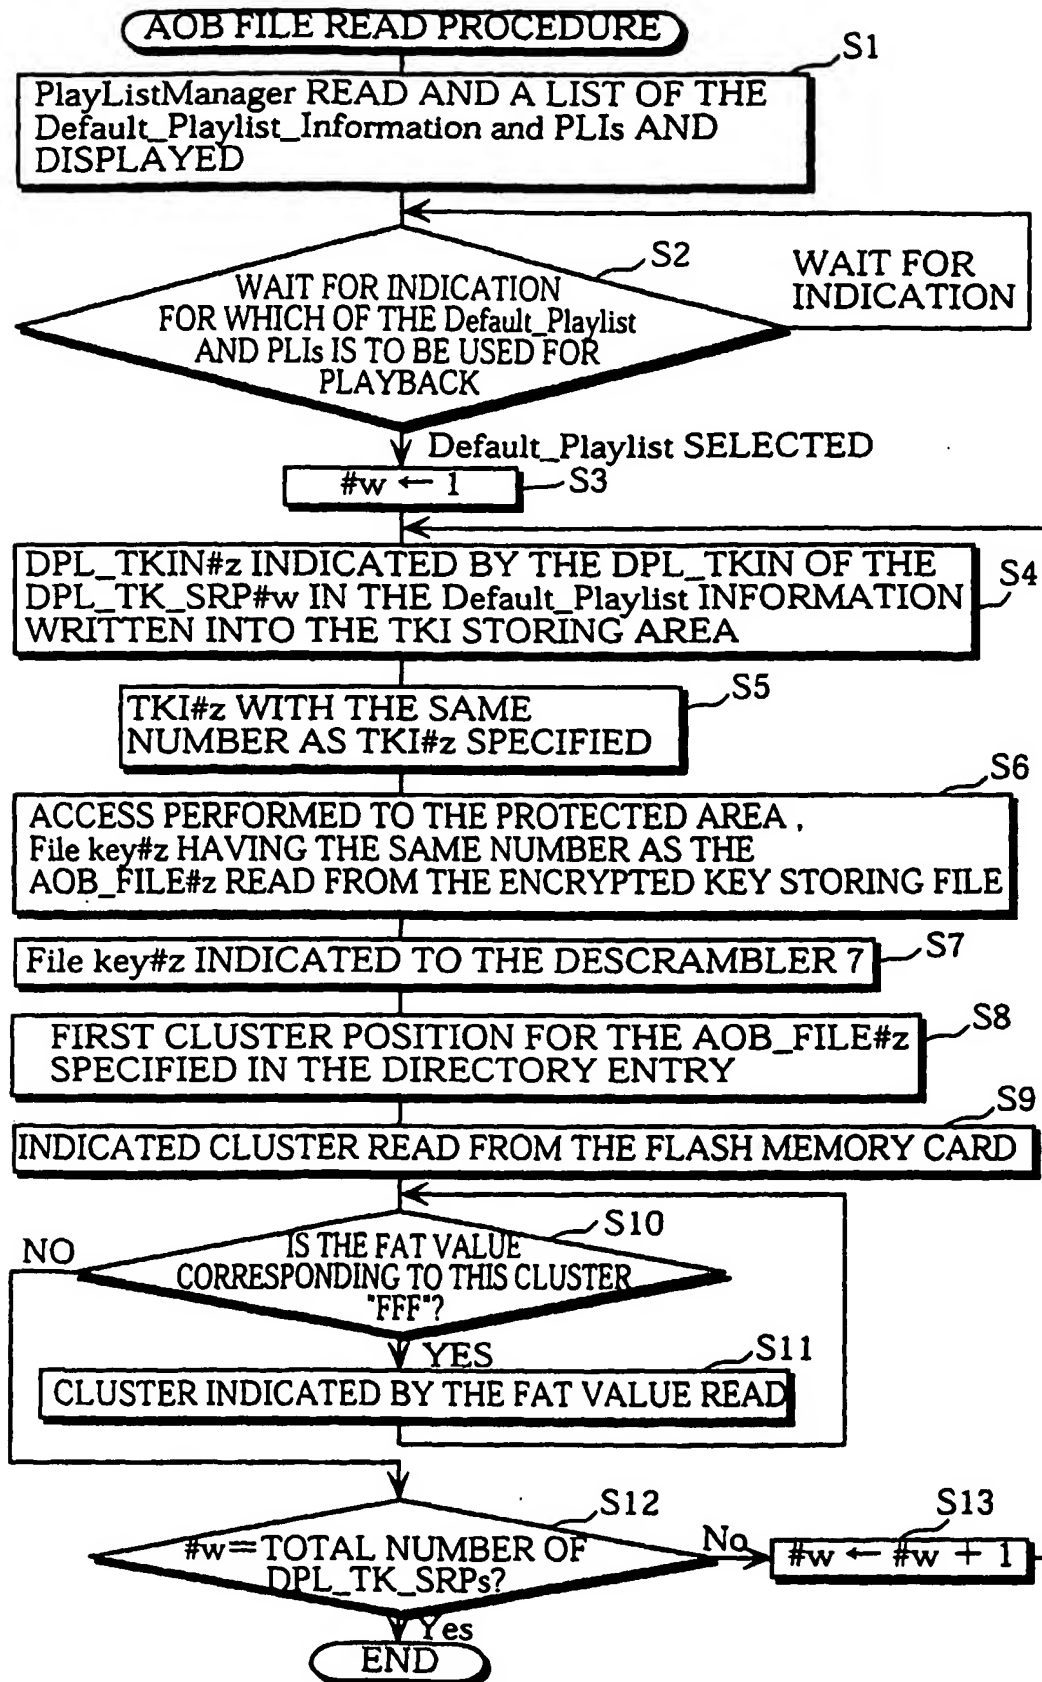 AOB FILE READ PROCEDURE
S1
PlayListManager READ AND A LIST OF THE
Default_Playlist_Information and PLIs AND
DISPLAYED
S2
WAIT FOR INDICATION
FOR WHICH OF THE Default_Playlist
AND PLIs IS TO BE USED FOR
PLAYBACK
WAIT FOR
INDICATION
Default_Playlist SELECTED
#w ← 1
S3
DPL_TKIN#z INDICATED BY THE DPL_TKIN OF THE
DPL_TK_SRP#w IN THE Default_Playlist INFORMATION
WRITTEN INTO THE TKI STORING AREA
S4
S5
TKI#z WITH THE SAME
NUMBER AS TKI#z SPECIFIED
S6
ACCESS PERFORMED TO THE PROTECTED AREA .
File key#z HAVING THE SAME NUMBER AS THE
AOB_FILE#z READ FROM THE ENCRYPTED KEY STORING FILE
File key#z INDICATED TO THE DESCRAMBLER 7
S7
FIRST CLUSTER POSITION FOR THE AOB_FILE#z
SPECIFIED IN THE DIRECTORY ENTRY
S8
S9
INDICATED CLUSTER READ FROM THE FLASH MEMORY CARD
S10
NO
IS THE FAT VALUE
CORRESPONDING TO THIS CLUSTER
"FFF"?
YES
S11
CLUSTER INDICATED BY THE FAT VALUE READ
S12
#w=TOTAL NUMBER OF
DPL_TK_SRPs?
No
S13
#w ← #w + 1
Yes
END